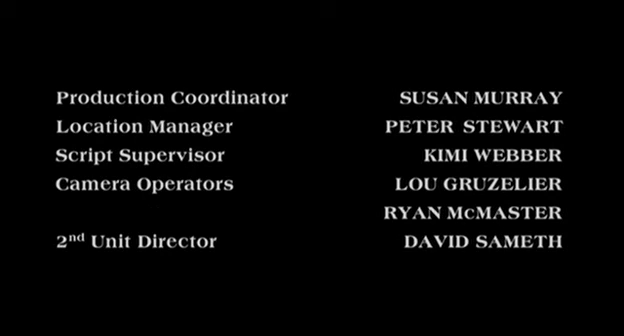 Production Coordinator SUSAN MURRAY
Location Manager PETER STEWART
Script Supervisor KIMI WEBBER
Camera Operators LOU GRUZELIER
RYAN McMASTER
2nd Unit Director DAVID SAMETH